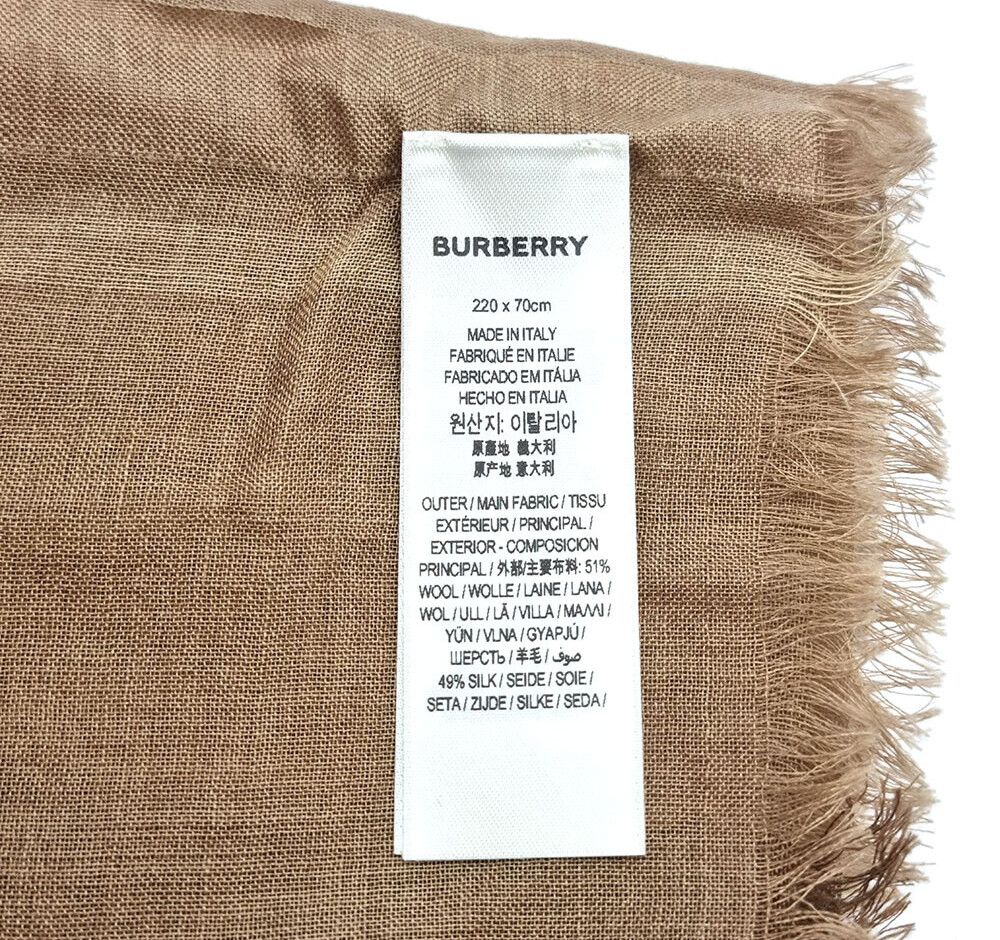 BURBERRY
220 x 70cm
MADE IN ITALY
FABRIQUÉ EN ITALIE
FABRICADO EM ITÁLIA
HECHO EN ITALIA
원산지: 이탈리아
原產地 義大利
原产地 意大利
OUTER / MAIN FABRIC / TISSU
EXTÉRIEUR / PRINCIPAL /
EXTERIOR - COMPOSICION
PRINCIPAL / 外部/主要布料: 51%
WOOL / WOLLE / LAINE / LANA /
WOL / ULL / LÃ / VILLA / ΜΑΛΛΙ /
YÜN / VLNA / GYAPJÚ /
ШЕРСТЬ / 羊毛 / صوف /
49% SILK / SEIDE / SOIE /
SETA / ZIJDE / SILKE / SEDA /